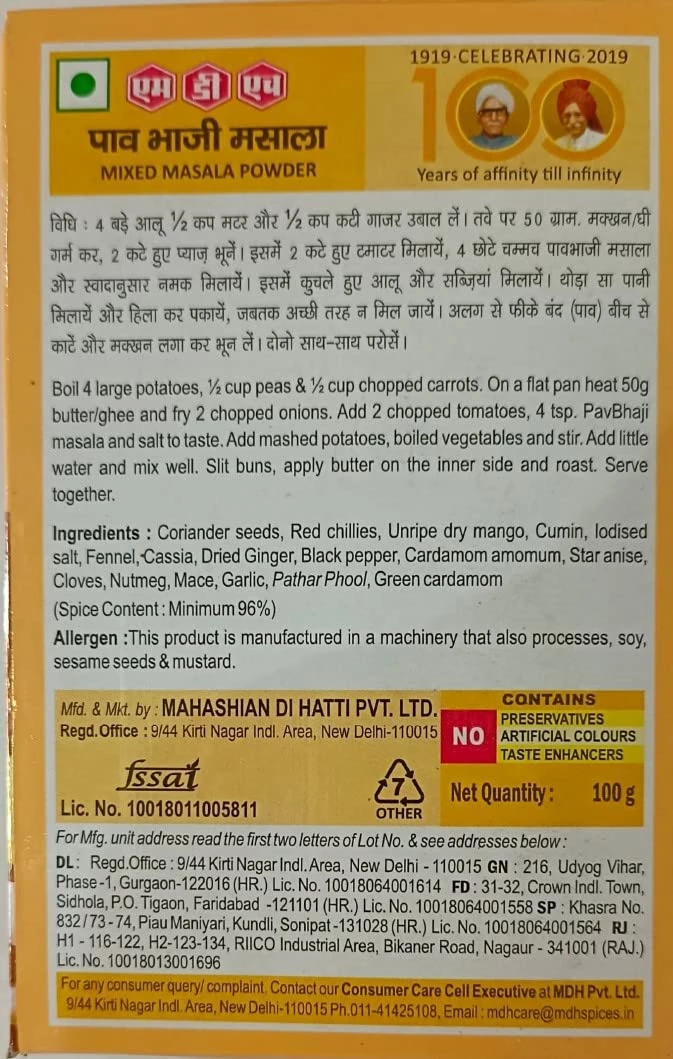 एम डी एच
1919·CELEBRATING·2019
100
पाव भाजी मसाला
MIXED MASALA POWDER
Years of affinity till infinity
विधि : 4 बड़े आलू ½ कप मटर और ½ कप कटी गाजर उबाल लें। तवे पर 50 ग्राम. मक्खन/घी
गर्म कर, 2 कटे हुए प्याज़ भूनें। इसमें 2 कटे हुए टमाटर मिलायें, 4 छोटे चम्मच पावभाजी मसाला
और स्वादानुसार नमक मिलायें। इसमें कुचले हुए आलू और सब्ज़ियां मिलायें। थोड़ा सा पानी
मिलायें और हिला कर पकायें, जबतक अच्छी तरह न मिल जायें। अलग से फीके बंद (पाव) बीच से
काटें और मक्खन लगा कर भून लें। दोनो साथ-साथ परोसें।
Boil 4 large potatoes, ½ cup peas & ½ cup chopped carrots. On a flat pan heat 50g
butter/ghee and fry 2 chopped onions. Add 2 chopped tomatoes, 4 tsp. PavBhaji
masala and salt to taste. Add mashed potatoes, boiled vegetables and stir. Add little
water and mix well. Slit buns, apply butter on the inner side and roast. Serve
together.
Ingredients : Coriander seeds, Red chillies, Unripe dry mango, Cumin, Iodised
salt, Fennel, Cassia, Dried Ginger, Black pepper, Cardamom amomum, Star anise,
Cloves, Nutmeg, Mace, Garlic, Pathar Phool, Green cardamom
(Spice Content : Minimum 96%)
Allergen :This product is manufactured in a machinery that also processes, soy,
sesame seeds & mustard.
Mfd. & Mkt. by : MAHASHIAN DI HATTI PVT. LTD.
Regd.Office : 9/44 Kirti Nagar Indl. Area, New Delhi-110015
CONTAINS
NO
PRESERVATIVES
ARTIFICIAL COLOURS
TASTE ENHANCERS
fssai
Lic. No. 10018011005811
7
OTHER
Net Quantity : 100 g
For Mfg. unit address read the first two letters of Lot No. & see addresses below :
DL : Regd.Office : 9/44 Kirti Nagar Indl. Area, New Delhi - 110015 GN : 216, Udyog Vihar,
Phase-1, Gurgaon-122016 (HR.) Lic. No. 10018064001614 FD : 31-32, Crown Indl. Town,
Sidhola, P.O. Tigaon, Faridabad -121101 (HR.) Lic. No. 10018064001558 SP : Khasra No.
832 / 73 - 74, Piau Maniyari, Kundli, Sonipat -131028 (HR.) Lic. No. 10018064001564 RJ :
H1 - 116-122, H2-123-134, RIICO Industrial Area, Bikaner Road, Nagaur - 341001 (RAJ.)
Lic. No. 10018013001696
For any consumer query/ complaint. Contact our Consumer Care Cell Executive at MDH Pvt. Ltd.
9/44 Kirti Nagar Indl. Area, New Delhi-110015 Ph.011-41425108, Email : mdhcare@mdhspices.in